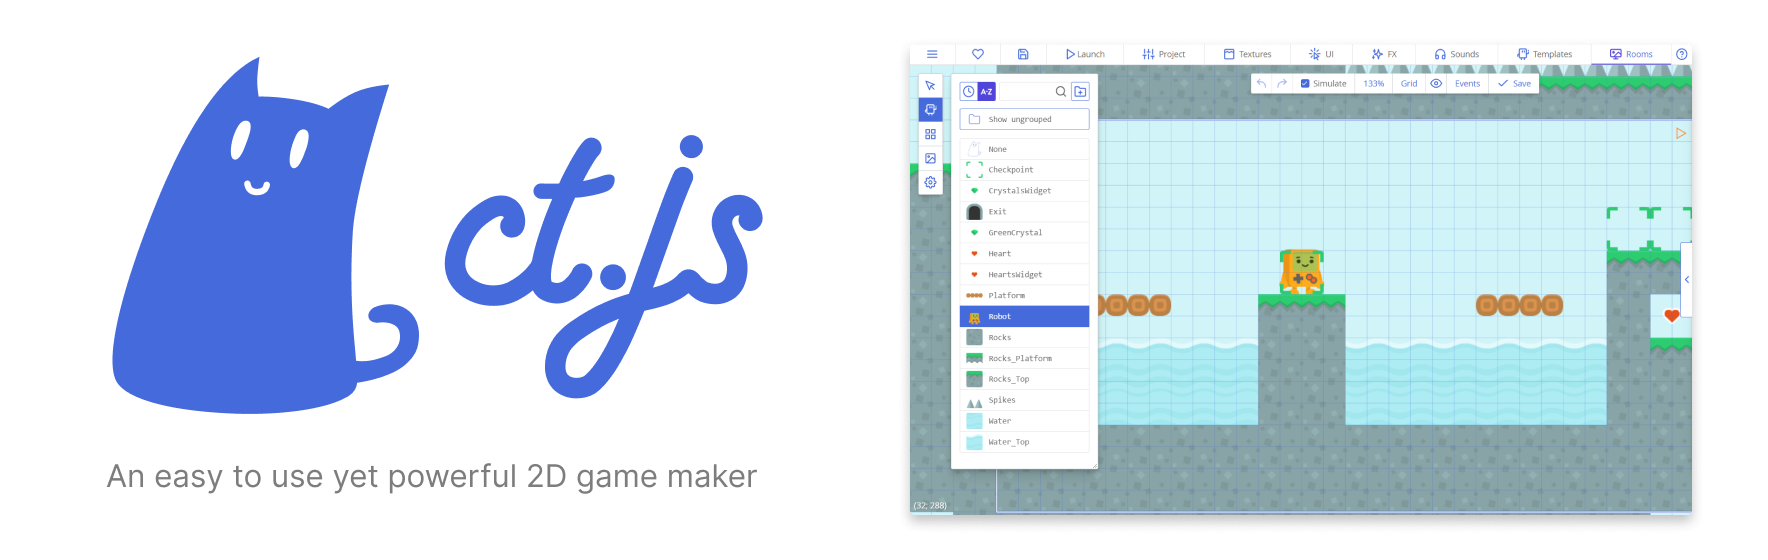 ct.js
An easy to use yet powerful 2D game maker
Launch
Project
Textures
UI
FX
Sounds
Templates
Rooms
Simulate
133%
Grid
Events
Save
A-Z
Show ungrouped
None
Checkpoint
CrystalsWidget
Exit
GreenCrystal
Heart
HeartsWidget
Platform
Robot
Rocks
Rocks_Platform
Rocks_Top
Spikes
Water
Water_Top
(32; 288)